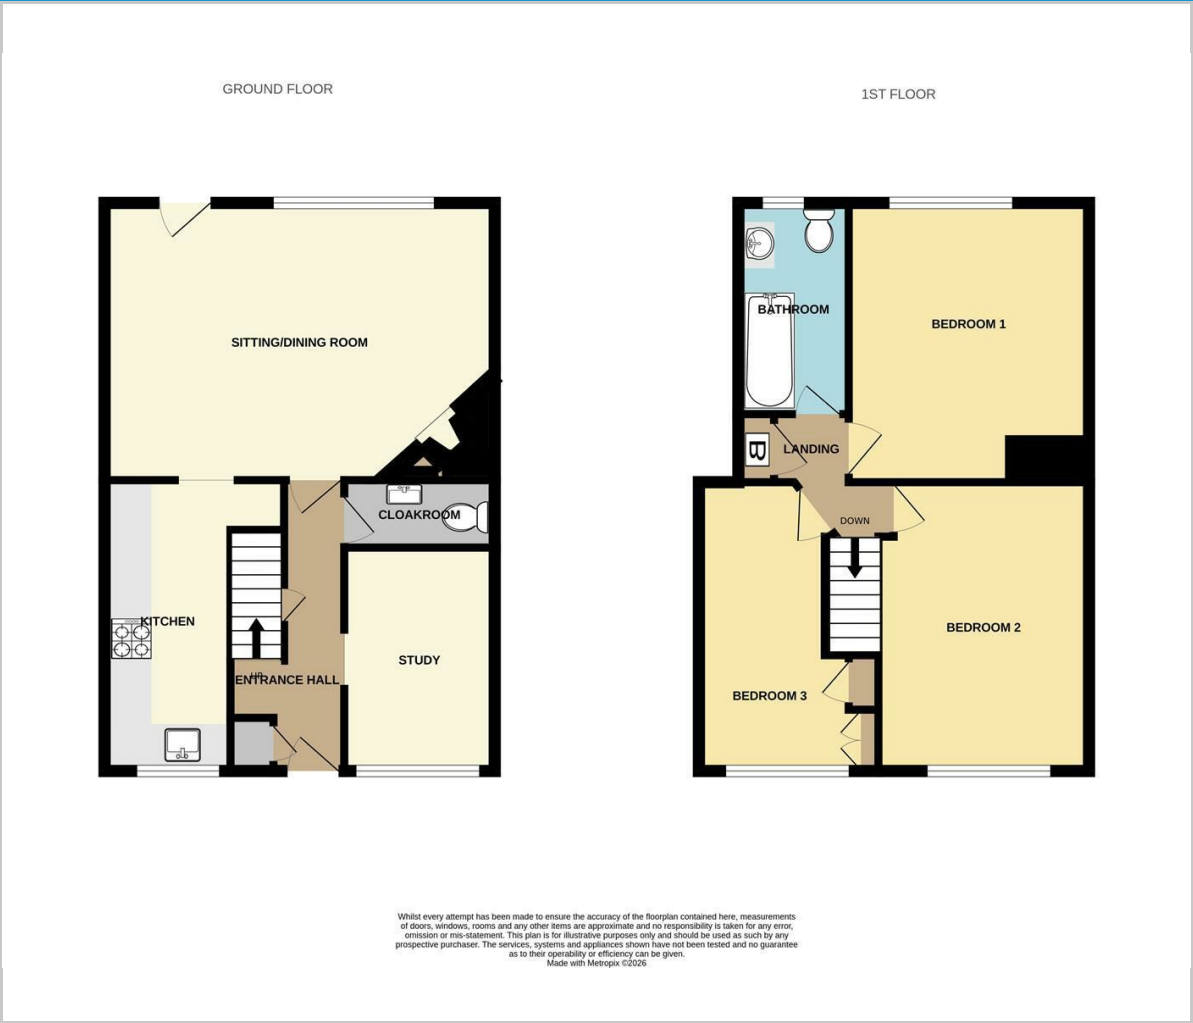 GROUND FLOOR
1ST FLOOR
SITTING/DINING ROOM
CLOAKROOM
KITCHEN
STUDY
UP
ENTRANCE HALL
BATHROOM
BEDROOM 1
B
LANDING
DOWN
BEDROOM 2
BEDROOM 3
Whilst every attempt has been made to ensure the accuracy of the floorplan contained here, measurements
of doors, windows, rooms and any other items are approximate and no responsibility is taken for any error,
omission or mis-statement. This plan is for illustrative purposes only and should be used as such by any
prospective purchaser. The services, systems and appliances shown have not been tested and no guarantee
as to their operability or efficiency can be given.
Made with Metropix ©2026